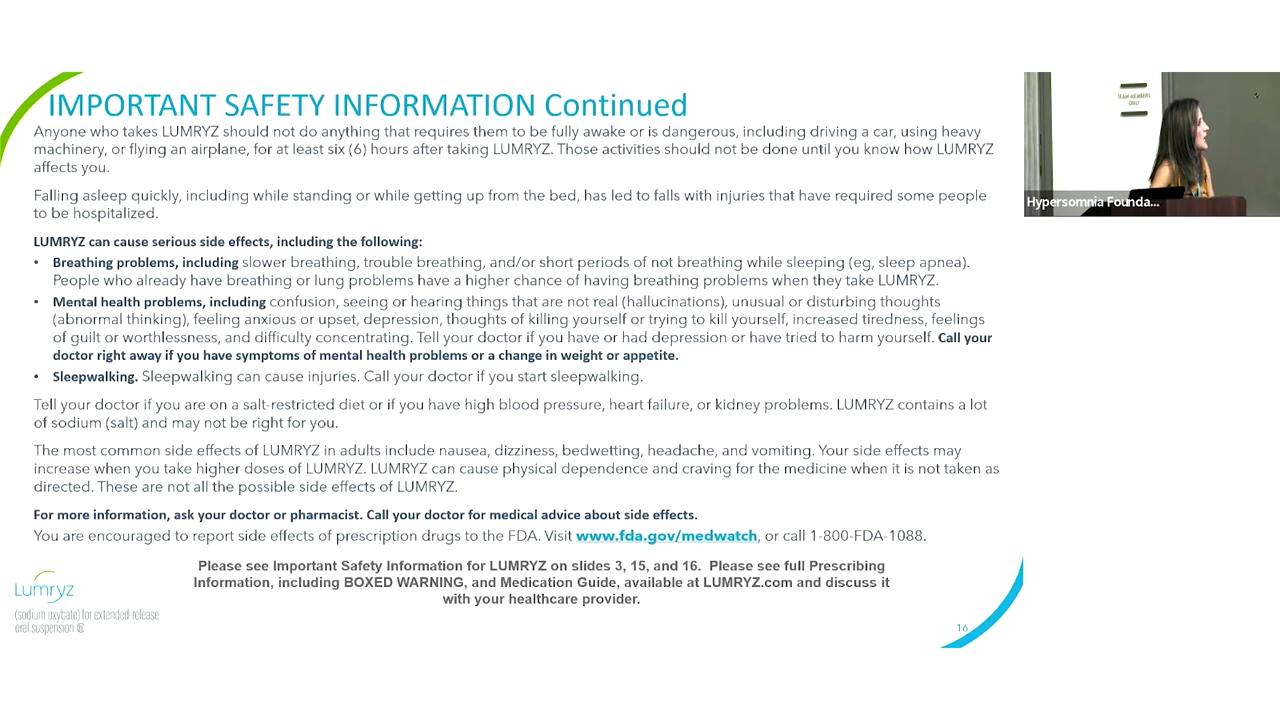 IMPORTANT SAFETY INFORMATION Continued
Anyone who takes LUMRYZ should not do anything that requires them to be fully awake or is dangerous, including driving a car, using heavy
machinery, or flying an airplane, for at least six (6) hours after taking LUMRYZ. Those activities should not be done until you know how LUMRYZ
affects you.
Falling asleep quickly, including while standing or while getting up from the bed, has led to falls with injuries that have required some people
to be hospitalized.
LUMRYZ can cause serious side effects, including the following:
• Breathing problems, including slower breathing, trouble breathing, and/or short periods of not breathing while sleeping (eg, sleep apnea).
People who already have breathing or lung problems have a higher chance of having breathing problems when they take LUMRYZ.
• Mental health problems, including confusion, seeing or hearing things that are not real (hallucinations), unusual or disturbing thoughts
(abnormal thinking), feeling anxious or upset, depression, thoughts of killing yourself or trying to kill yourself, increased tiredness, feelings
of guilt or worthlessness, and difficulty concentrating. Tell your doctor if you have or had depression or have tried to harm yourself. Call your
doctor right away if you have symptoms of mental health problems or a change in weight or appetite.
• Sleepwalking. Sleepwalking can cause injuries. Call your doctor if you start sleepwalking.
Tell your doctor if you are on a salt-restricted diet or if you have high blood pressure, heart failure, or kidney problems. LUMRYZ contains a lot
of sodium (salt) and may not be right for you.
The most common side effects of LUMRYZ in adults include nausea, dizziness, bedwetting, headache, and vomiting. Your side effects may
increase when you take higher doses of LUMRYZ. LUMRYZ can cause physical dependence and craving for the medicine when it is not taken as
directed. These are not all the possible side effects of LUMRYZ.
For more information, ask your doctor or pharmacist. Call your doctor for medical advice about side effects.
You are encouraged to report side effects of prescription drugs to the FDA. Visit www.fda.gov/medwatch, or call 1-800-FDA-1088.
Please see Important Safety Information for LUMRYZ on slides 3, 15, and 16. Please see full Prescribing
Information, including BOXED WARNING, and Medication Guide, available at LUMRYZ.com and discuss it
with your healthcare provider.
Lumryz
(sodium oxybate) for extended-release
oral suspension
16
TEAM MEMBERS
ONLY
Hypersomnia Founda...